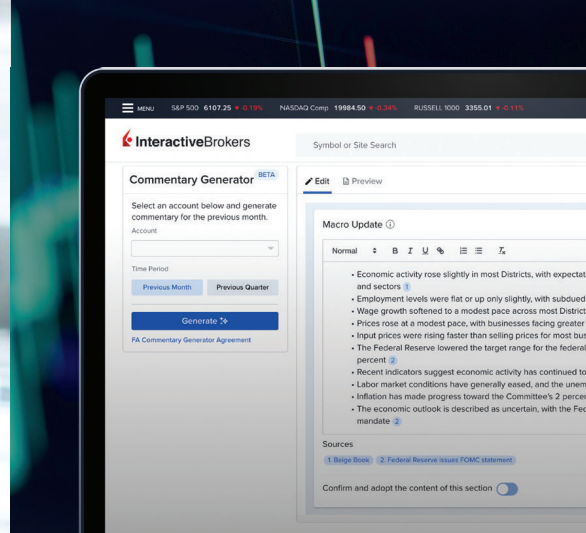 MENU S&P 500 6107.25 ▼ -0.19% NASDAQ Comp 19984.50 ▼ -0.34% RUSSELL 1000 3355.01 ▼ -0.11%
InteractiveBrokers
Symbol or Site Search
Commentary Generator BETA
Select an account below and generate
commentary for the previous month.
Account
Time Period
Previous Month Previous Quarter
Generate
FA Commentary Generator Agreement
Edit Preview
Macro Update
Normal B I U
• Economic activity rose slightly in most Districts, with expectat
and sectors 1
• Employment levels were flat or up only slightly, with subdued
• Wage growth softened to a modest pace across most District
• Prices rose at a modest pace, with businesses facing greater
• Input prices were rising faster than selling prices for most bus
• The Federal Reserve lowered the target range for the federal
percent 2
• Recent indicators suggest economic activity has continued to
• Labor market conditions have generally eased, and the unem
• Inflation has made progress toward the Committee's 2 percen
• The economic outlook is described as uncertain, with the Fed
mandate 2
Sources
1. Beige Book 2. Federal Reserve issues FOMC statement
Confirm and adopt the content of this section